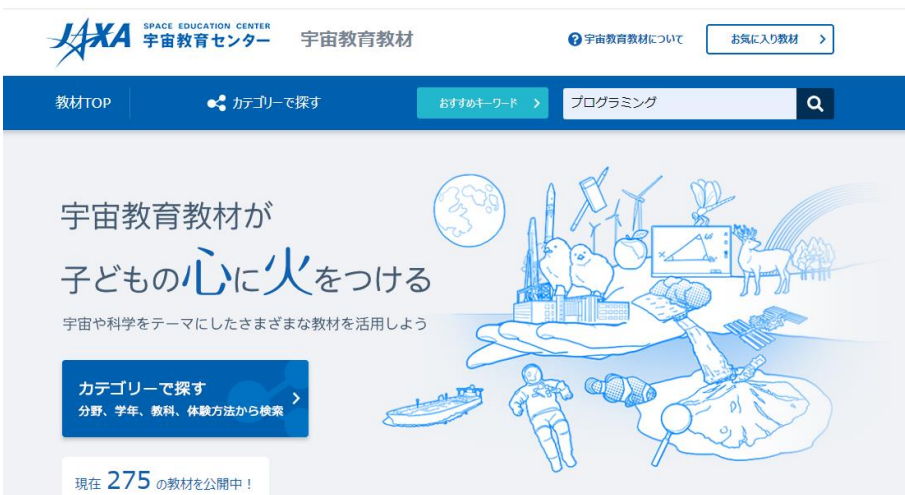 JAXA
SPACE EDUCATION CENTER
宇宙教育センター
宇宙教育教材
?宇宙教育教材について
お気に入り教材 >
教材TOP
カテゴリーで探す
おすすめキーワード >
プログラミング
宇宙教育教材が
子どもの心に火をつける
宇宙や科学をテーマにしたさまざまな教材を活用しよう
カテゴリーで探す
分野、学年、教科、体験方法から検索
現在 275 の教材を公開中！